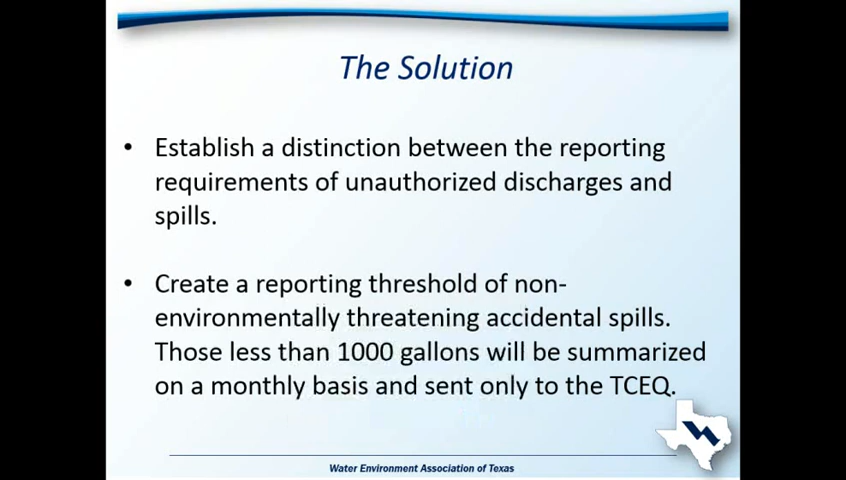 The Solution
• Establish a distinction between the reporting
requirements of unauthorized discharges and
spills.
• Create a reporting threshold of non-
environmentally threatening accidental spills.
Those less than 1000 gallons will be summarized
on a monthly basis and sent only to the TCEQ.
Water Environment Association of Texas